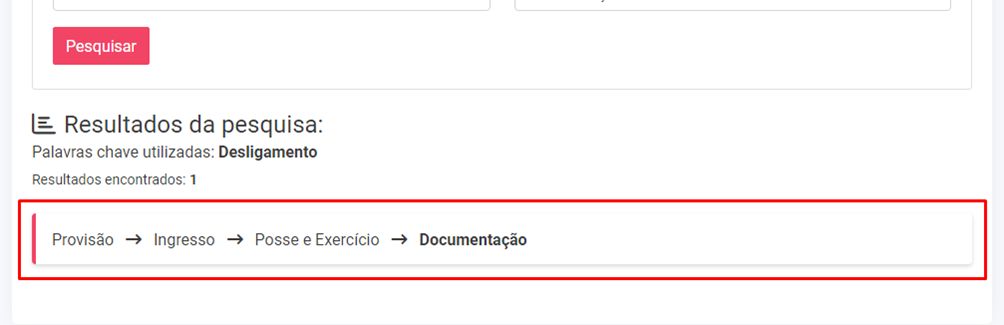 Pesquisar
Resultados da pesquisa:
Palavras chave utilizadas: Desligamento
Resultados encontrados: 1
Provisão → Ingresso → Posse e Exercício → Documentação